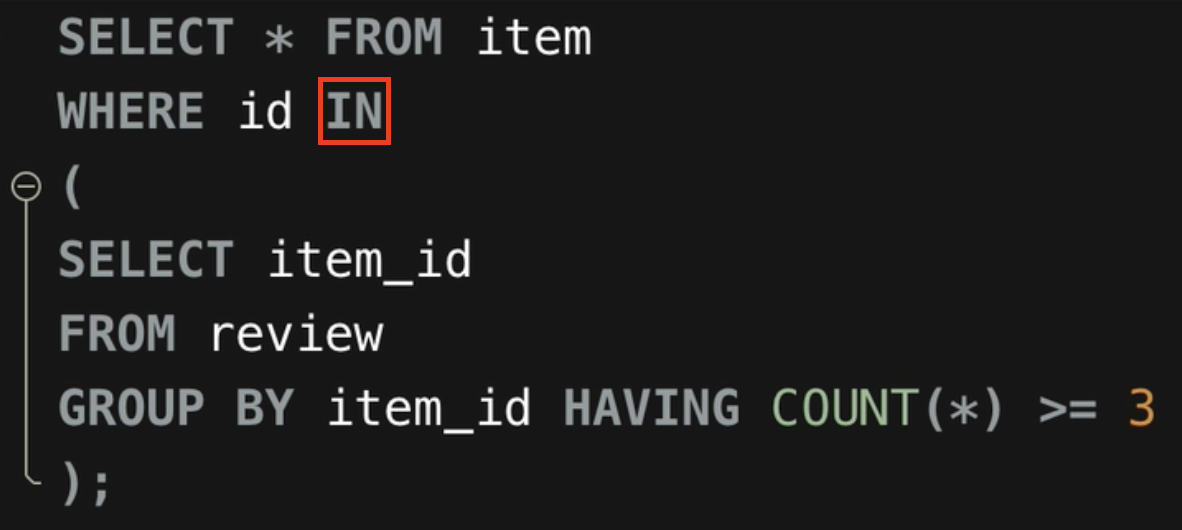 SELECT * FROM item
WHERE id IN
(
SELECT item_id
FROM review
GROUP BY item_id HAVING COUNT(*) >= 3
);